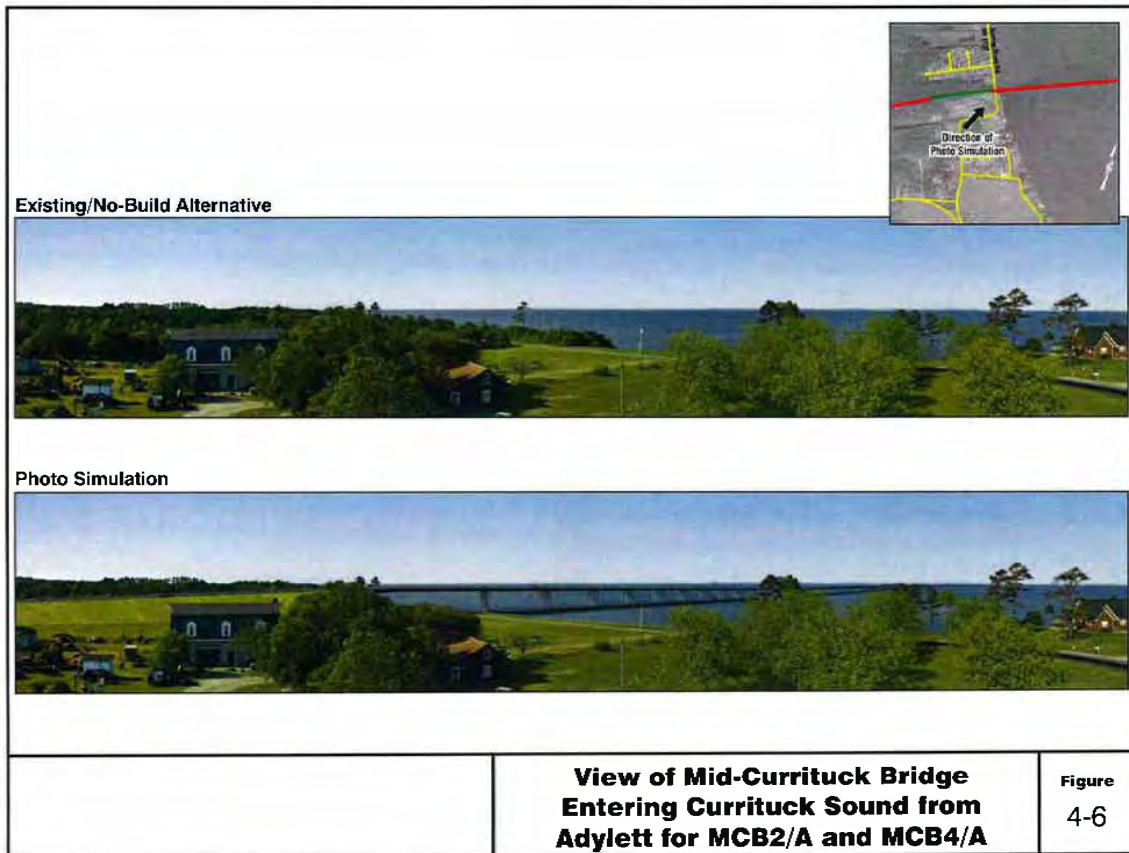 Direction of
Photo Simulation
Existing/No-Build Alternative
Photo Simulation
View of Mid-Currituck Bridge
Entering Currituck Sound from
Adylett for MCB2/A and MCB4/A
Figure
4-6